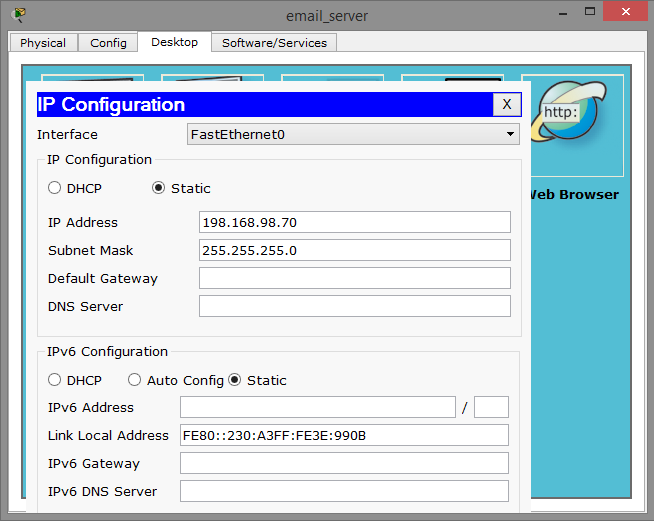 email_server
Physical Config Desktop Software/Services
http:
Web Browser
IP Configuration X
Interface FastEthernet0
IP Configuration
DHCP Static
IP Address 198.168.98.70
Subnet Mask 255.255.255.0
Default Gateway
DNS Server
IPv6 Configuration
DHCP Auto Config Static
IPv6 Address /
Link Local Address FE80::230:A3FF:FE3E:990B
IPv6 Gateway
IPv6 DNS Server